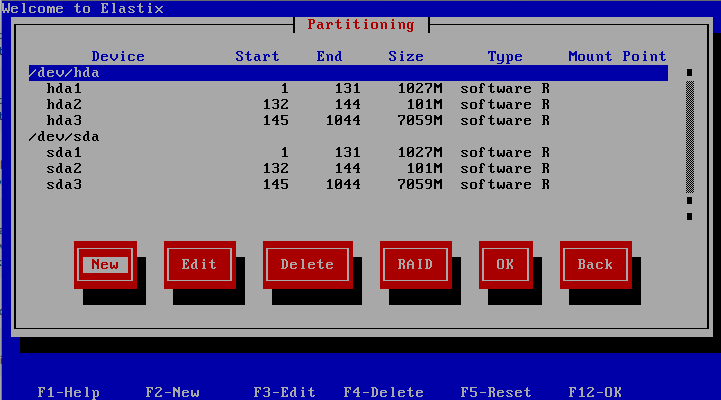 Welcome to Elastix
Partitioning
Device Start End Size Type Mount Point
/dev/hda
hda1 1 131 1027M software R
hda2 132 144 101M software R
hda3 145 1044 7059M software R
/dev/sda
sda1 1 131 1027M software R
sda2 132 144 101M software R
sda3 145 1044 7059M software R
New Edit Delete RAID OK Back
F1-Help F2-New F3-Edit F4-Delete F5-Reset F12-OK